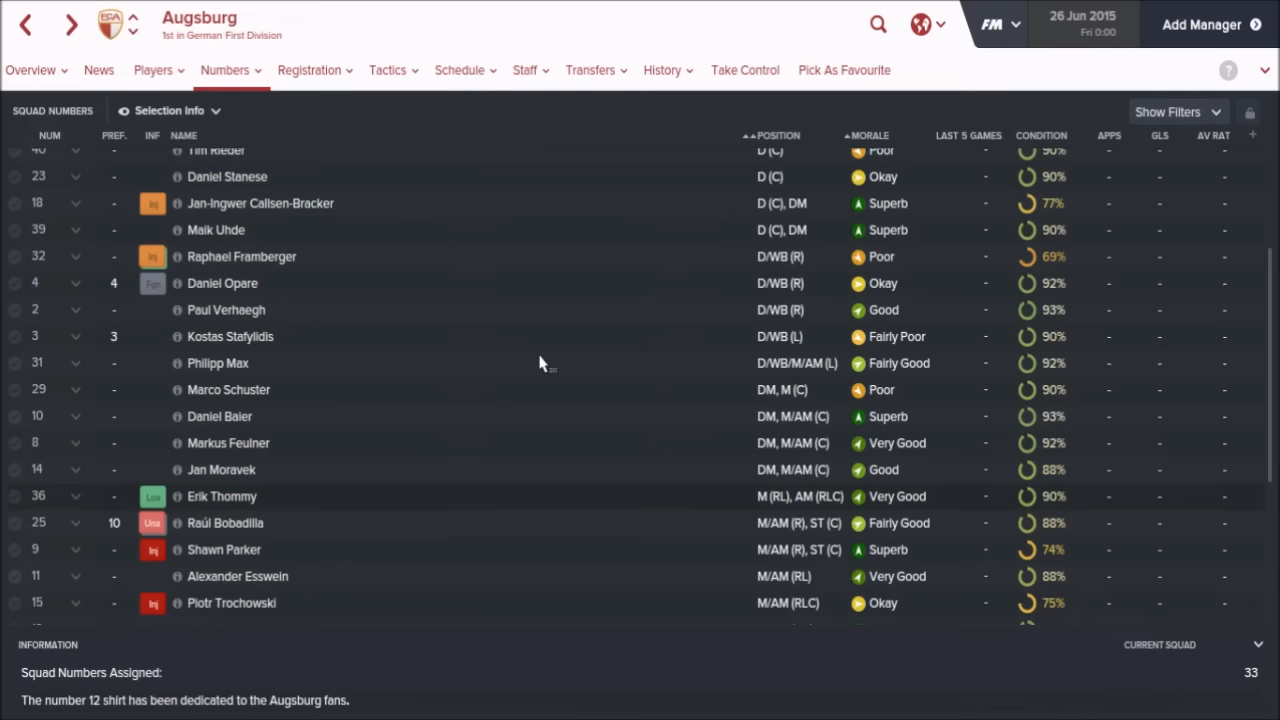 Augsburg
1st in German First Division
FM
26 Jun 2015
Fri 0:00
Add Manager
Overview News Players Numbers Registration Tactics Schedule Staff Transfers History Take Control Pick As Favourite
SQUAD NUMBERS Selection Info Show Filters
NUM PREF. INF NAME POSITION MORALE LAST 5 GAMES CONDITION APPS GLS AV RAT +
40 - Tim Rieder D (C) Poor 90% - - -
23 - Daniel Stanese D (C) Okay - 90% - - -
18 - Inj Jan-Ingwer Callsen-Bracker D (C), DM Superb - 77% - - -
39 - Maik Uhde D (C), DM Superb - 90% - - -
32 - Inj Raphael Framberger D/WB (R) Poor - 69% - - -
4 4 Fgn Daniel Opare D/WB (R) Okay - 92% - - -
2 - Paul Verhaegh D/WB (R) Good - 93% - - -
3 3 Kostas Stafylidis D/WB (L) Fairly Poor - 90% - - -
31 - Philipp Max D/WB/M/AM (L) Fairly Good - 92% - - -
29 - Marco Schuster DM, M (C) Poor - 90% - - -
10 - Daniel Baier DM, M/AM (C) Superb - 93% - - -
8 - Markus Feulner DM, M/AM (C) Very Good - 92% - - -
14 - Jan Moravek DM, M/AM (C) Good - 88% - - -
36 - Loa Erik Thommy M (RL), AM (RLC) Very Good - 90% - - -
25 10 Uns Raúl Bobadilla M/AM (R), ST (C) Fairly Good - 88% - - -
9 - Inj Shawn Parker M/AM (R), ST (C) Superb - 74% - - -
11 - Alexander Esswein M/AM (RL) Very Good - 88% - - -
15 - Inj Piotr Trochowski M/AM (RLC) Okay - 75% - - -
INFORMATION CURRENT SQUAD
Squad Numbers Assigned: 33
The number 12 shirt has been dedicated to the Augsburg fans.